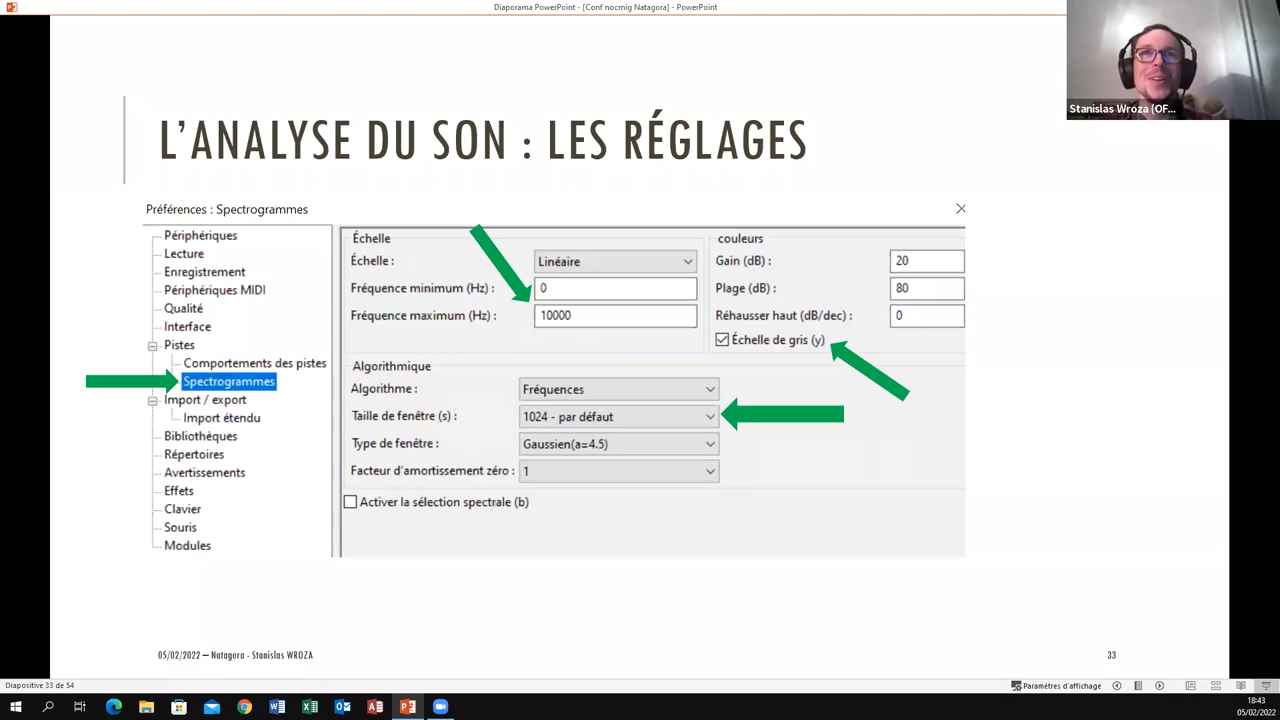 Diaporama PowerPoint - [Conf nocmig Natagora] - PowerPoint
Stanislas Wroza (OF...
L'ANALYSE DU SON : LES RÉGLAGES
Préférences : Spectrogrammes
Périphériques
Lecture
Enregistrement
Périphériques MIDI
Qualité
Interface
Pistes
Comportements des pistes
Spectrogrammes
Import / export
Import étendu
Bibliothèques
Répertoires
Avertissements
Effets
Clavier
Souris
Modules
Échelle
Échelle : Linéaire
Fréquence minimum (Hz) : 0
Fréquence maximum (Hz) : 10000
couleurs
Gain (dB) : 20
Plage (dB) : 80
Réhausser haut (dB/dec) : 0
Échelle de gris (y)
Algorithmique
Algorithme : Fréquences
Taille de fenêtre (s) : 1024 - par défaut
Type de fenêtre : Gaussien(a=4.5)
Facteur d'amortissement zéro : 1
Activer la sélection spectrale (b)
05/02/2022 – Natagora - Stanislas WROZA
33
Diapositive 33 de 54
Paramètres d'affichage
18:43
05/02/2022